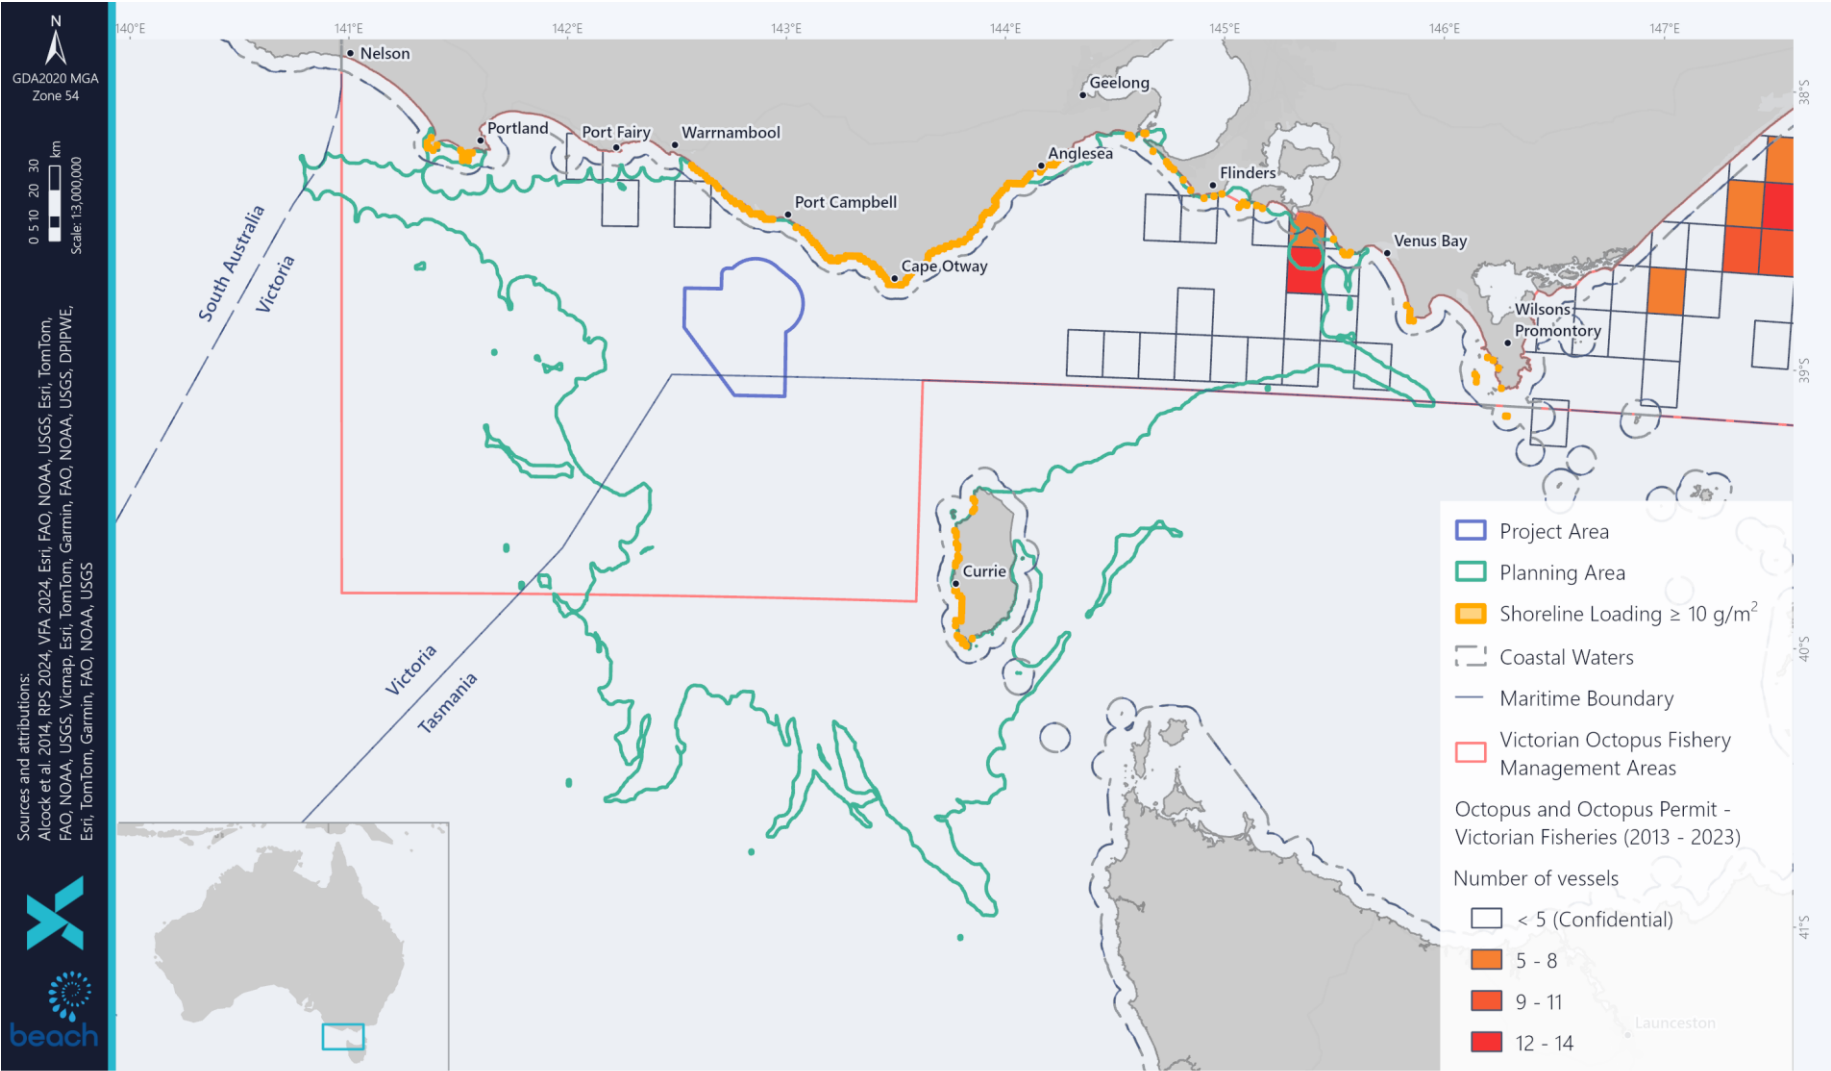 140°E
141°E
142°E
143°E
144°E
145°E
146°E
147°E
N
GDA2020 MGA
Zone 54
0 5 10 20 30
km
Scale: 1:3,000,000
Sources and attributions:
Alcock et al. 2014, RPS 2024, VFA 2024, Esri, FAO, NOAA, USGS, Esri, TomTom,
FAO, NOAA, USGS, Vicmap, Esri, TomTom, Garmin, FAO, NOAA, USGS, DPIPWE,
Esri, TomTom, Garmin, FAO, NOAA, USGS
beach
Nelson
Portland
Port Fairy
Warrnambool
Port Campbell
Cape Otway
Geelong
Anglesea
Flinders
Venus Bay
Wilsons
Promontory
Currie
Launceston
South Australia
Victoria
Victoria
Tasmania
38°S
39°S
40°S
41°S
Project Area
Planning Area
Shoreline Loading ≥ 10 g/m²
Coastal Waters
Maritime Boundary
Victorian Octopus Fishery
Management Areas
Octopus and Octopus Permit -
Victorian Fisheries (2013 - 2023)
Number of vessels
< 5 (Confidential)
5 - 8
9 - 11
12 - 14